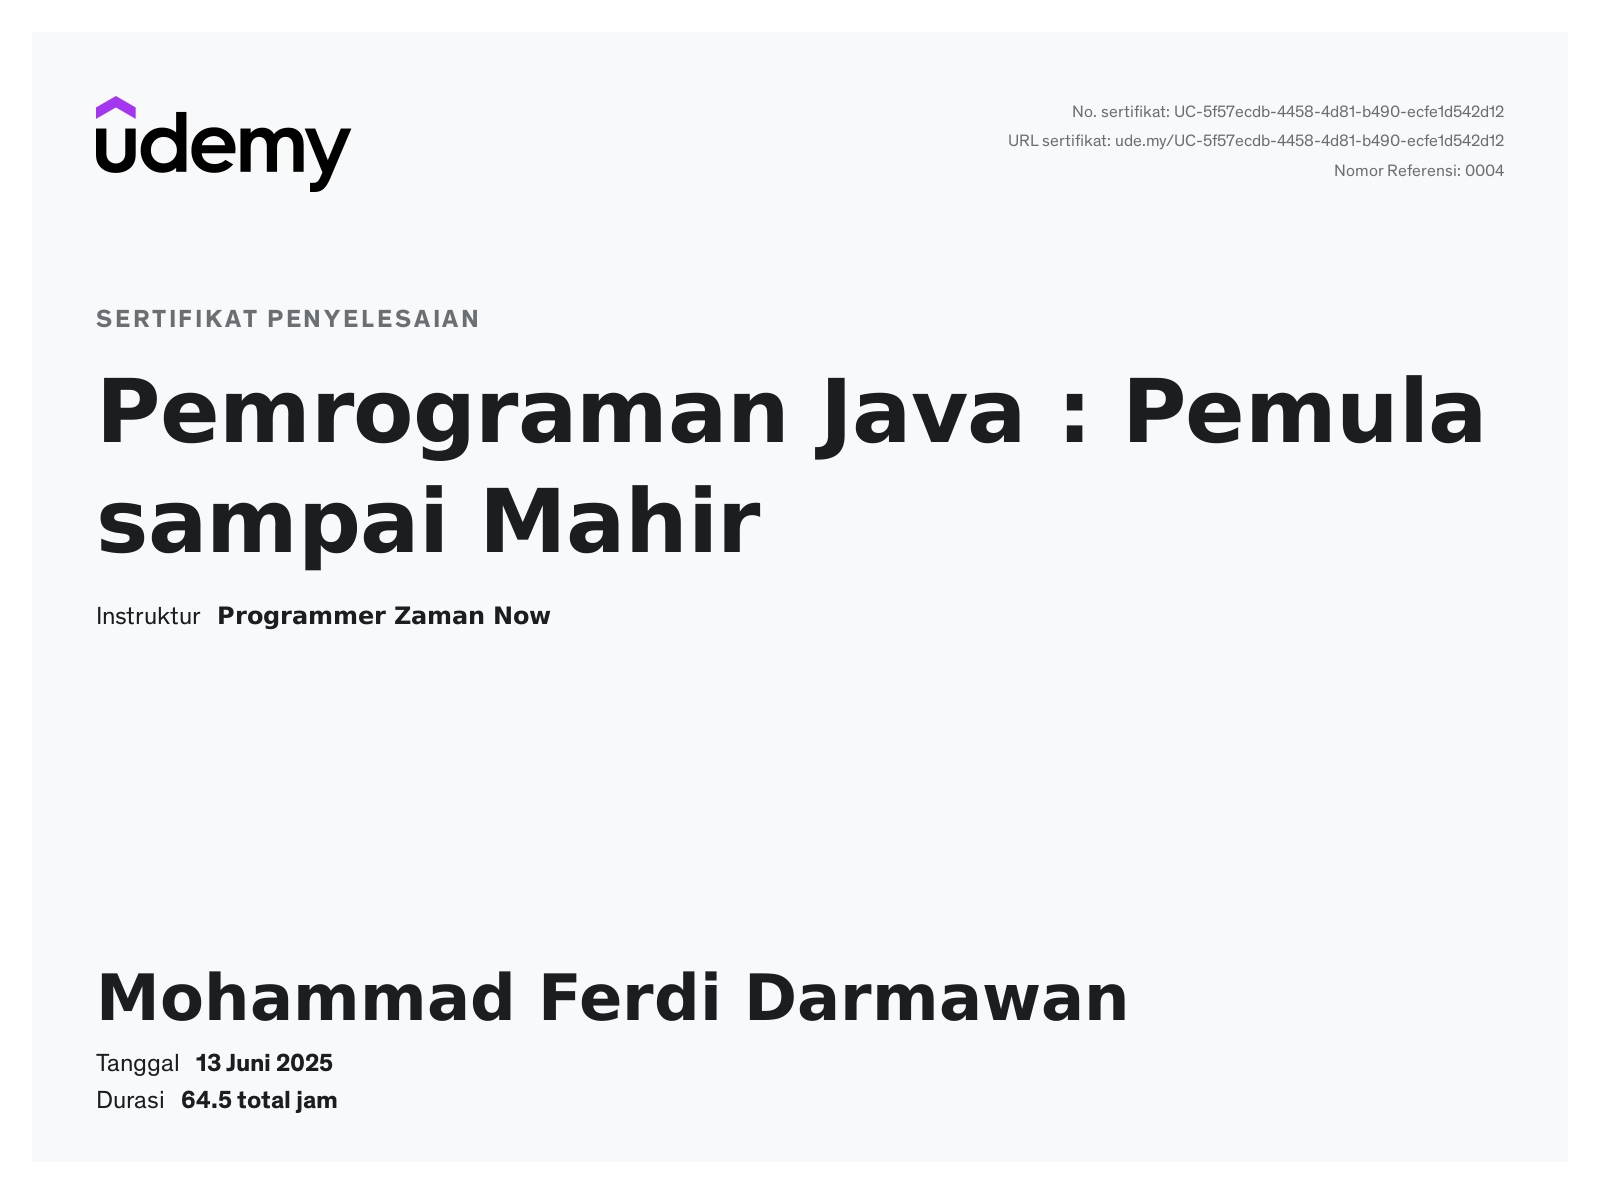 udemy
No. sertifikat: UC-5f57ecdb-4458-4d81-b490-ecfe1d542d12
URL sertifikat: ude.my/UC-5f57ecdb-4458-4d81-b490-ecfe1d542d12
Nomor Referensi: 0004
SERTIFIKAT PENYELESAIAN
Pemrograman Java : Pemula
sampai Mahir
Instruktur Programmer Zaman Now
Mohammad Ferdi Darmawan
Tanggal 13 Juni 2025
Durasi 64.5 total jam